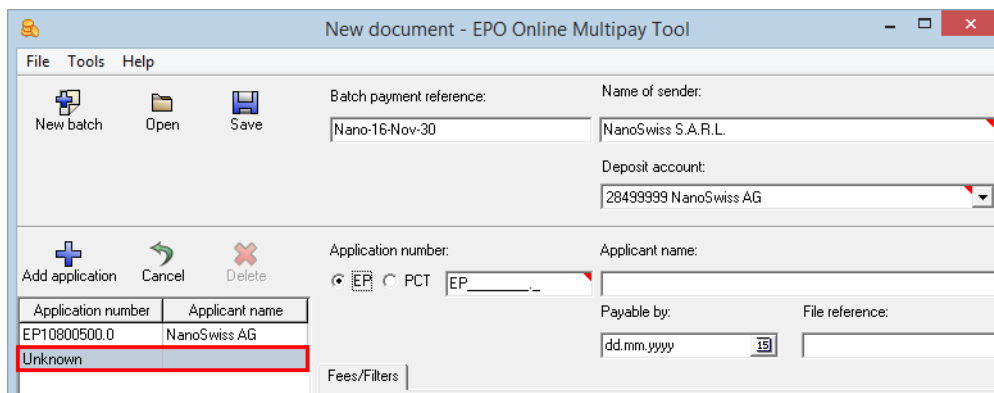 New document - EPO Online Multipay Tool
File Tools Help
New batch Open Save
Batch payment reference:
Nano-16-Nov-30
Name of sender:
NanoSwiss S.A.R.L.
Deposit account:
28499999 NanoSwiss AG
Add application Cancel Delete
Application number:
EP PCT EP_______._
Applicant name:
Payable by:
dd.mm.yyyy 15
File reference:
Application number Applicant name
EP10800500.0 NanoSwiss AG
Unknown
Fees/Filters